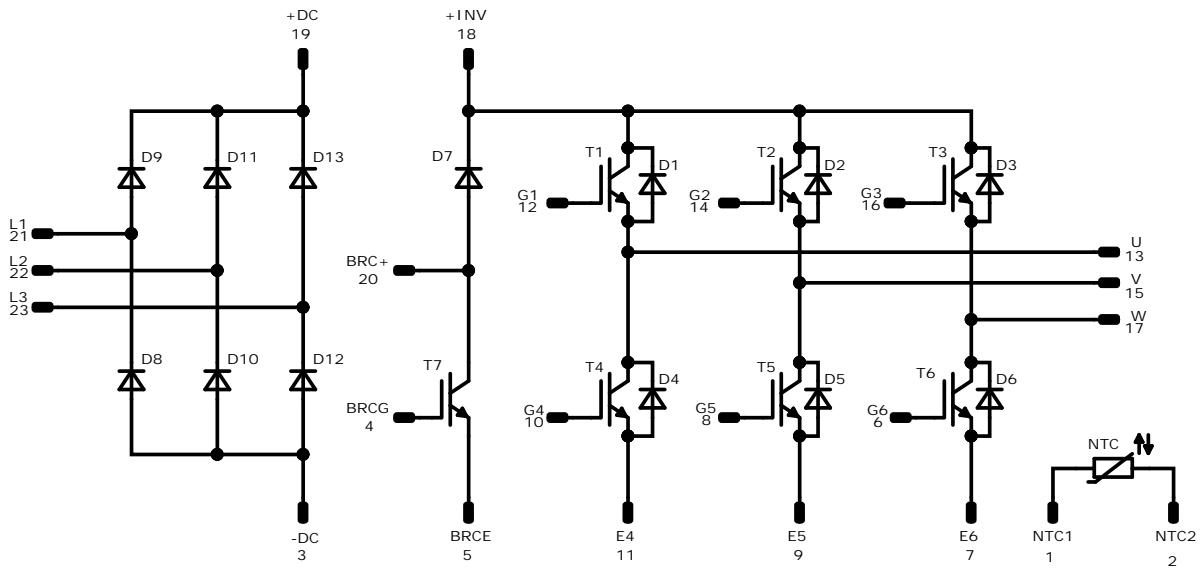 +DC
19
+INV
18
D9
D11
D13
D7
T1
D1
T2
D2
T3
D3
G1
12
G2
14
G3
16
L1
21
L2
22
L3
23
BRC+
20
U
13
V
15
W
17
D8
D10
D12
T7
T4
D4
T5
D5
T6
D6
BRCG
4
G4
10
G5
8
G6
6
NTC
-DC
3
BRCE
5
E4
11
E5
9
E6
7
NTC1
1
NTC2
2